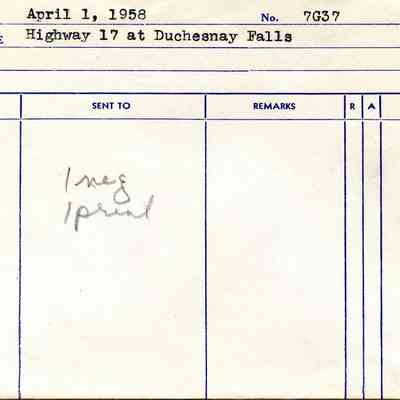 April 1, 1958 No. 7G37
E Highway 17 at Duchesnay Falls
SENT TO REMARKS R A
1 neg
1 print